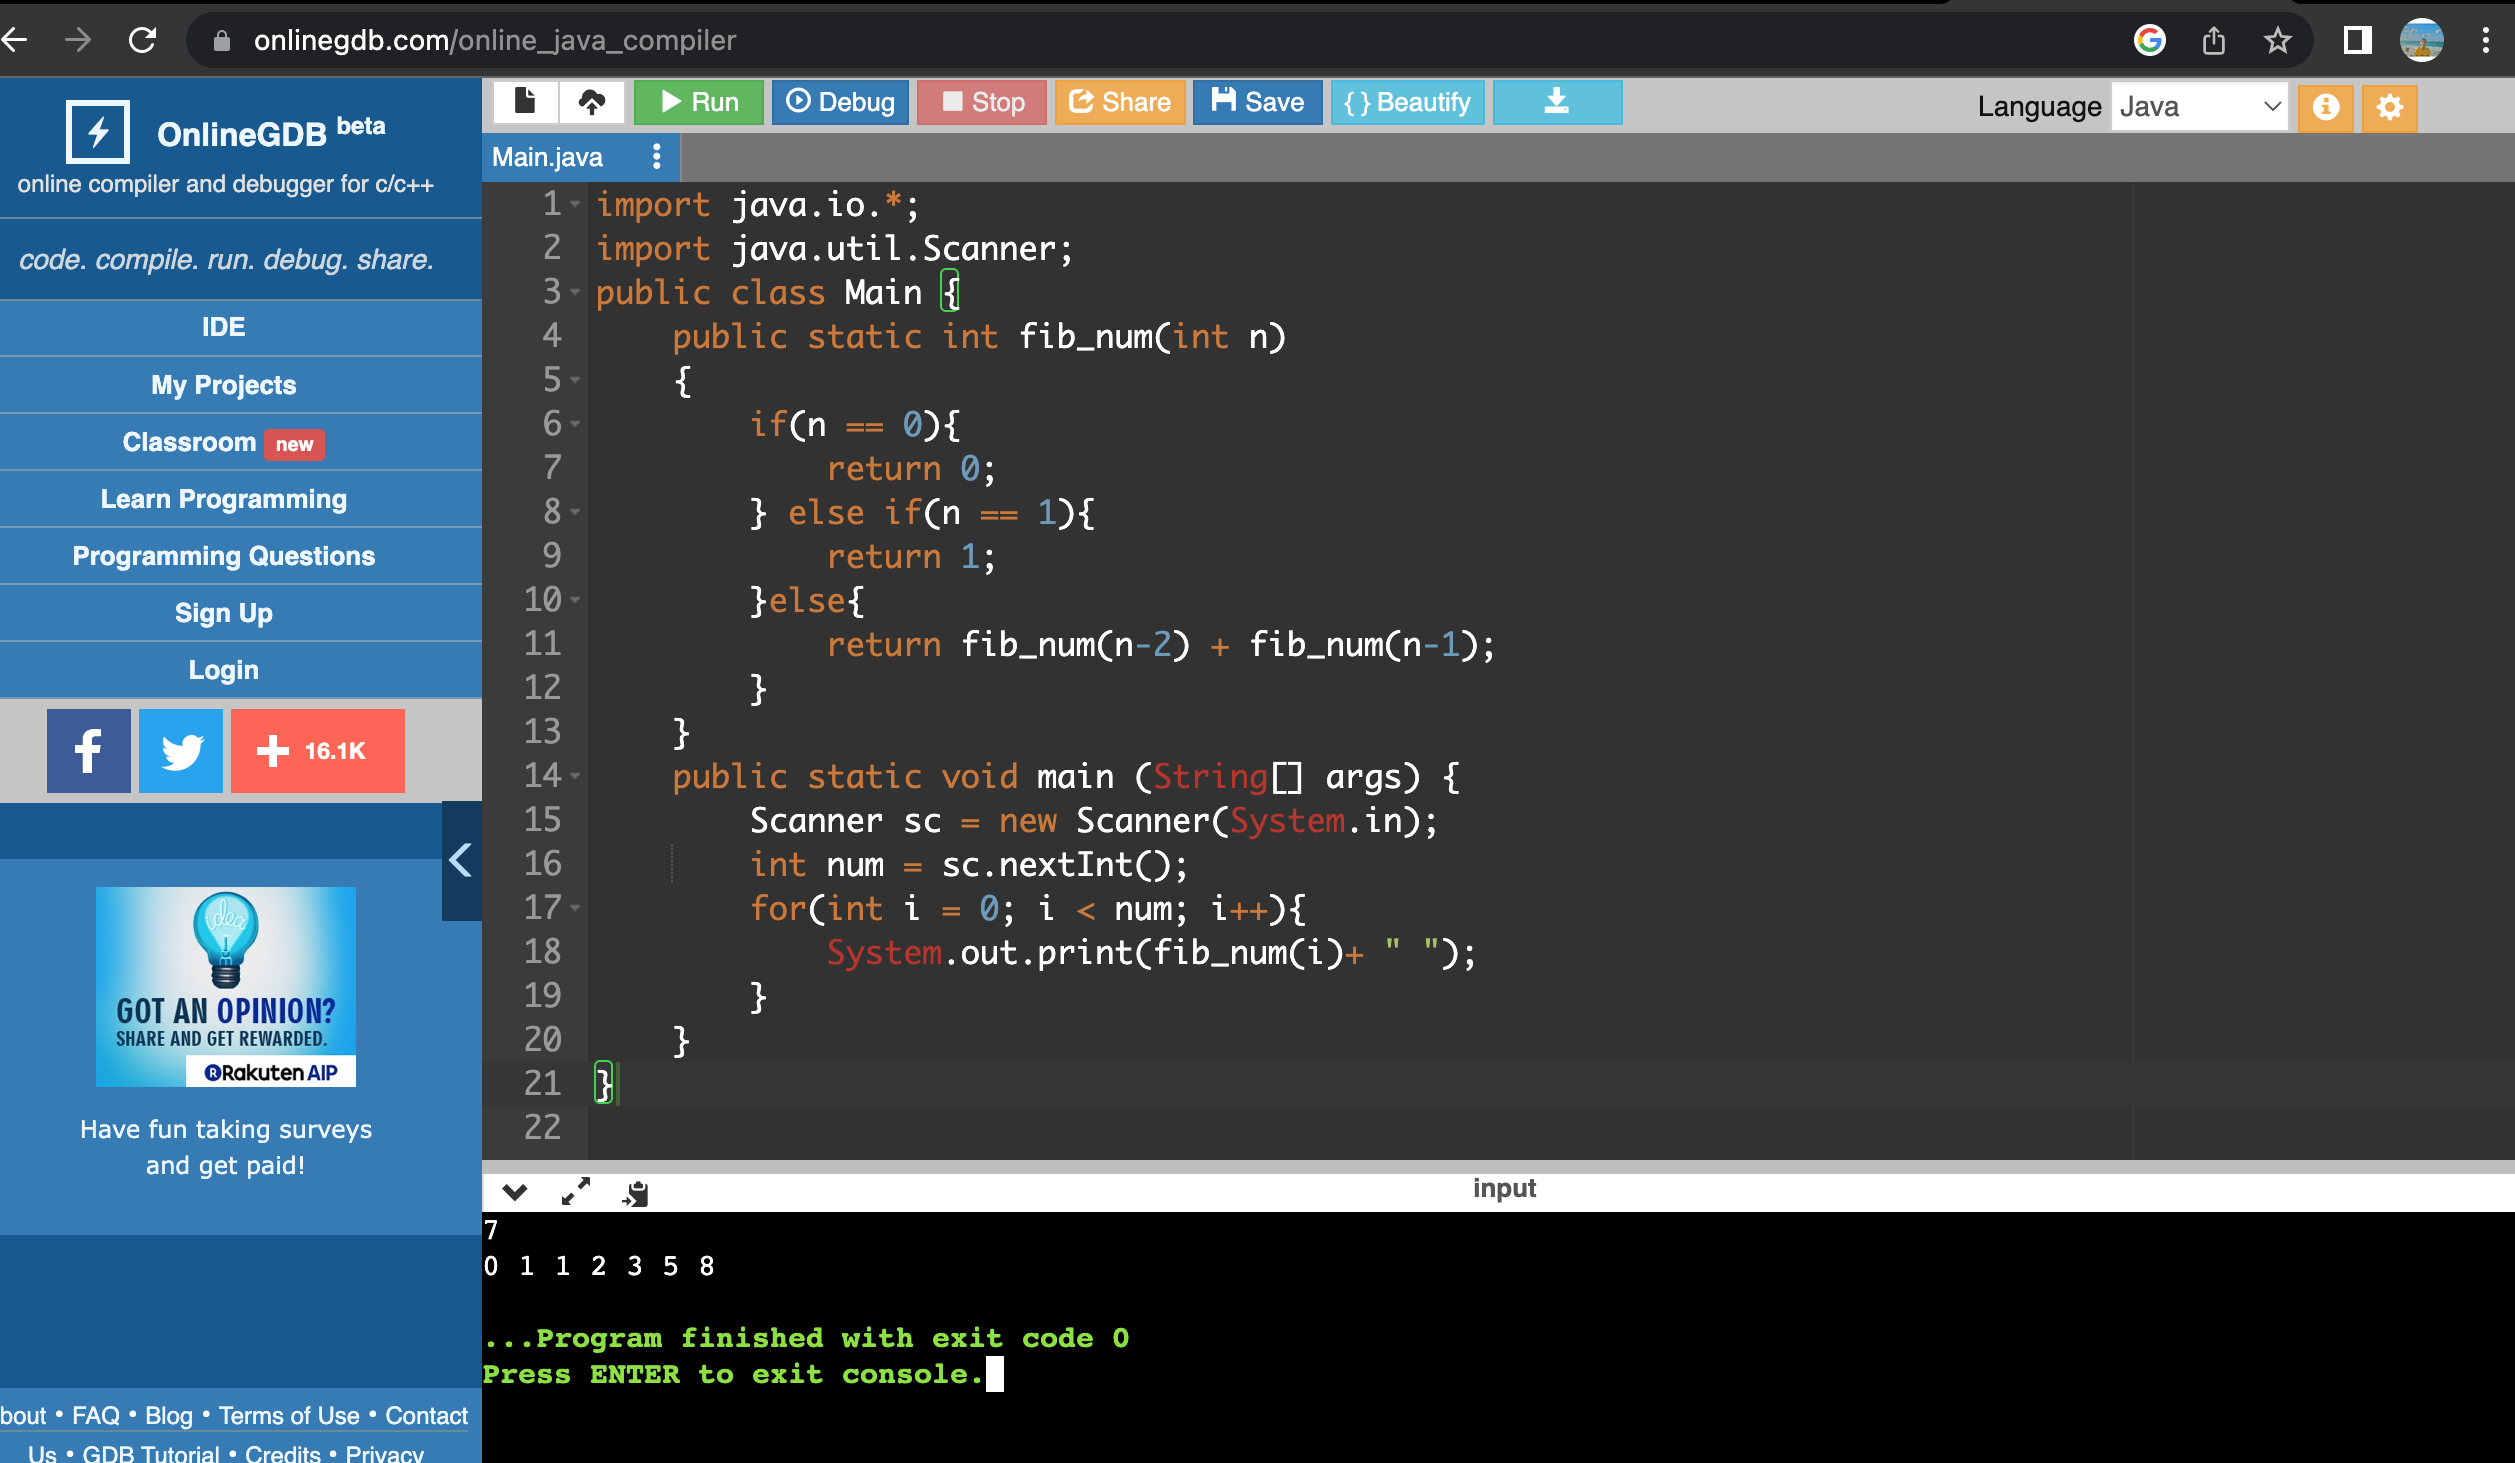 onlinegdb.com/online_java_compiler
OnlineGDB beta
online compiler and debugger for c/c++
code. compile. run. debug. share.
IDE
My Projects
Classroom new
Learn Programming
Programming Questions
Sign Up
Login
16.1K
idea
GOT AN OPINION?
SHARE AND GET REWARDED.
Rakuten AIP
Have fun taking surveys
and get paid!
bout • FAQ • Blog • Terms of Use • Contact
Us • GDB Tutorial • Credits • Privacy
Run Debug Stop Share Save {} Beautify
Language Java
Main.java
1 import java.io.*;
2 import java.util.Scanner;
3 public class Main {
4 public static int fib_num(int n)
5 {
6 if(n == 0){
7 return 0;
8 } else if(n == 1){
9 return 1;
10 }else{
11 return fib_num(n-2) + fib_num(n-1);
12 }
13 }
14 public static void main (String[] args) {
15 Scanner sc = new Scanner(System.in);
16 int num = sc.nextInt();
17 for(int i = 0; i < num; i++){
18 System.out.print(fib_num(i)+ " ");
19 }
20 }
21 }
22
input
7
0 1 1 2 3 5 8
...Program finished with exit code 0
Press ENTER to exit console.